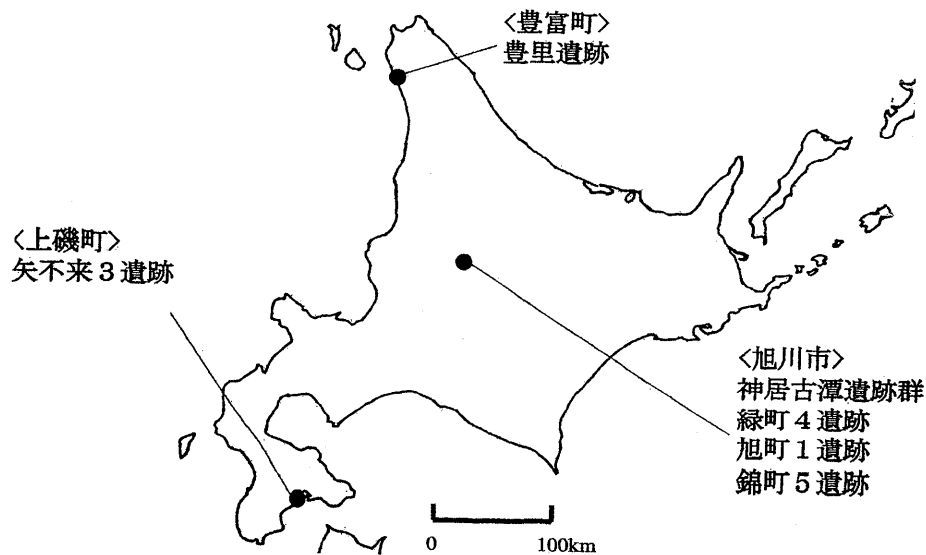 〈豊富町〉
豊里遺跡
〈上磯町〉
矢不来3遺跡
〈旭川市〉
神居古潭遺跡群
緑町4遺跡
旭町1遺跡
錦町5遺跡
0 100km